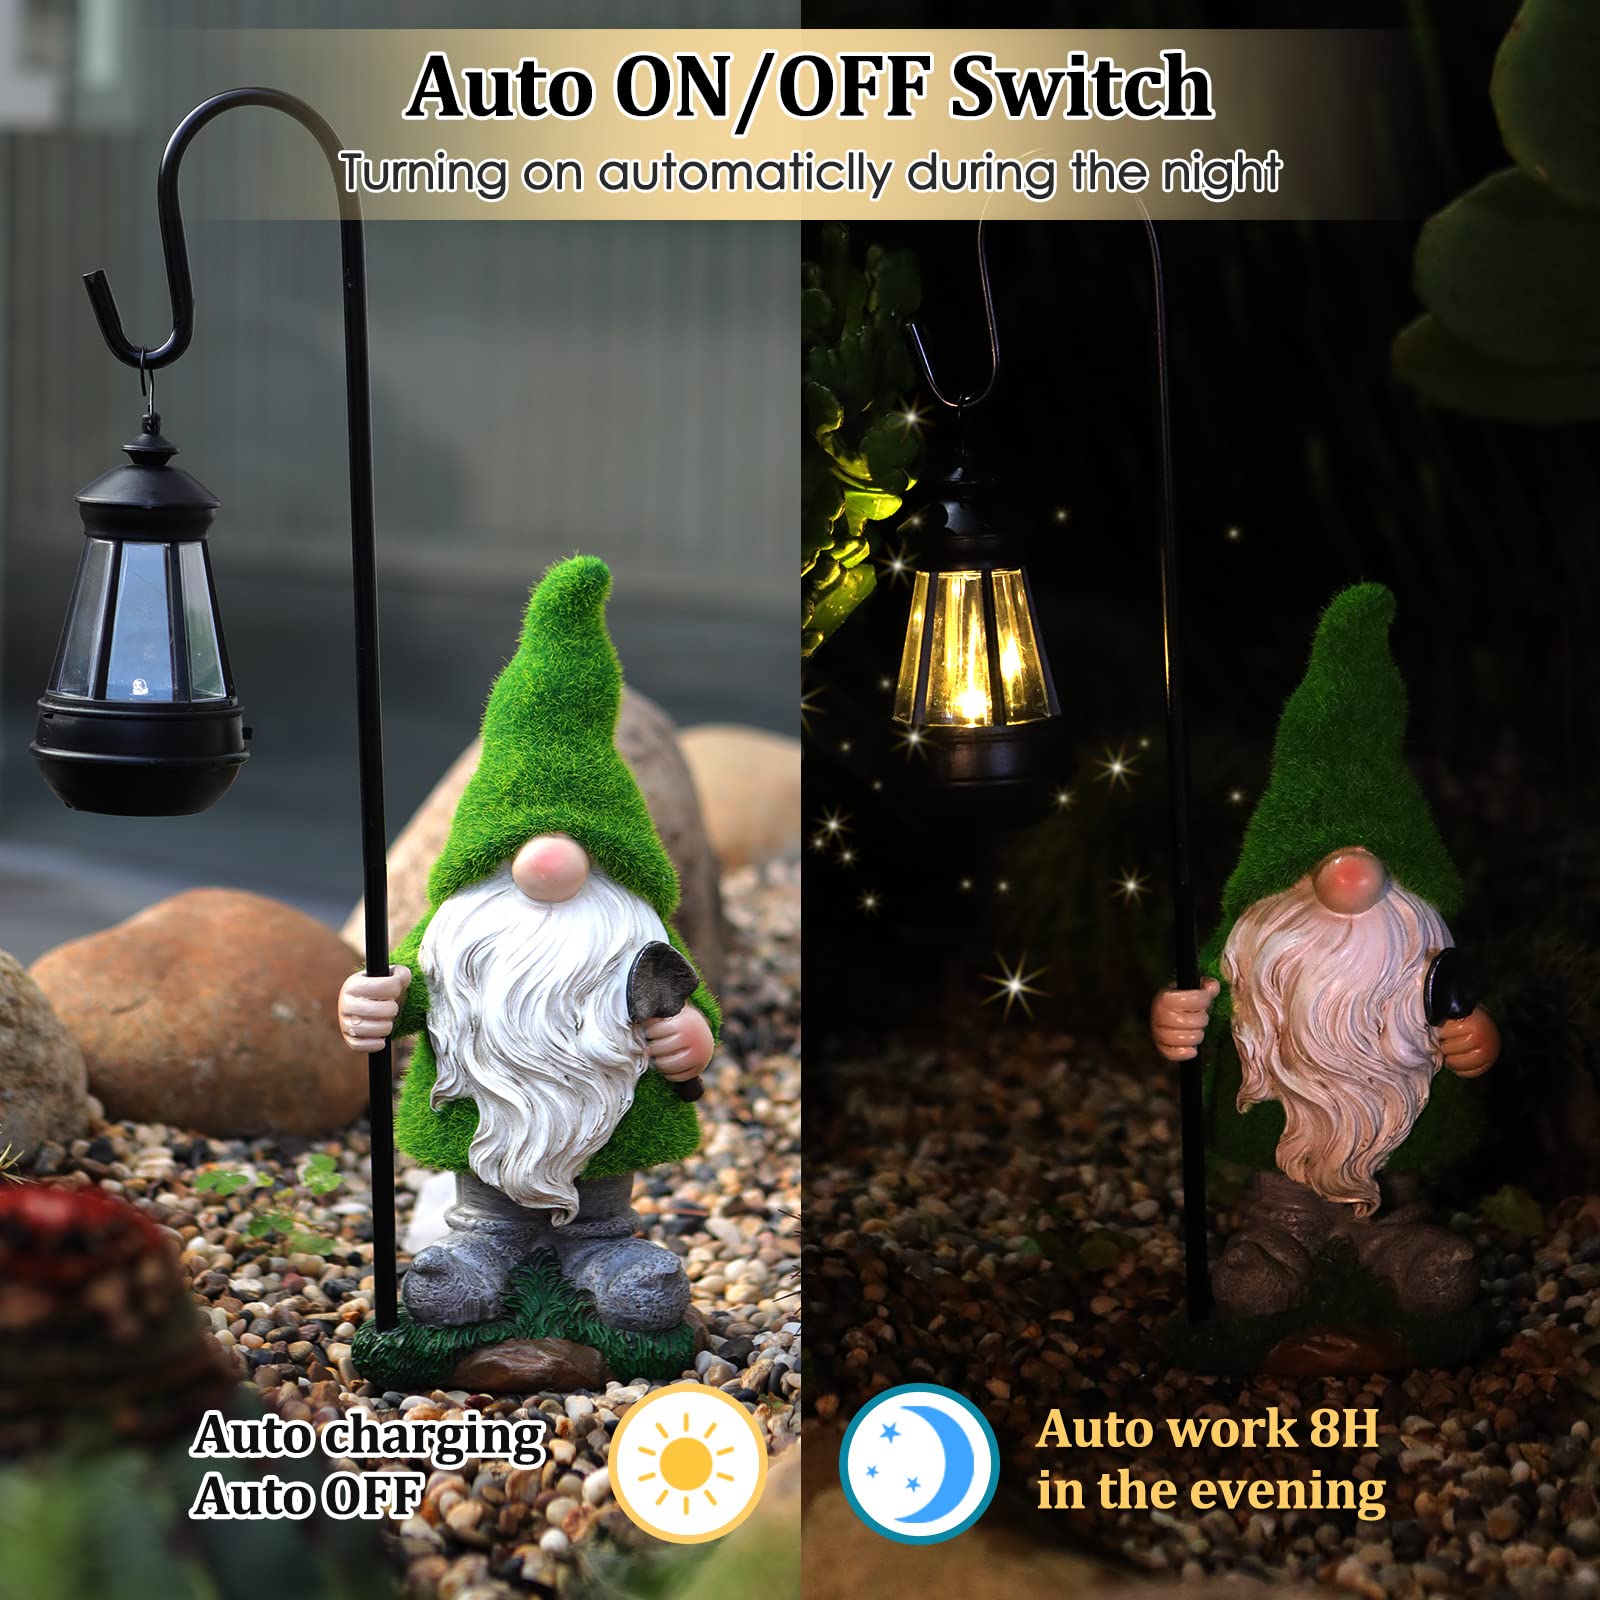 Auto ON/OFF Switch
Turning on automaticlly during the night
Auto charging
Auto OFF
Auto work 8H
in the evening